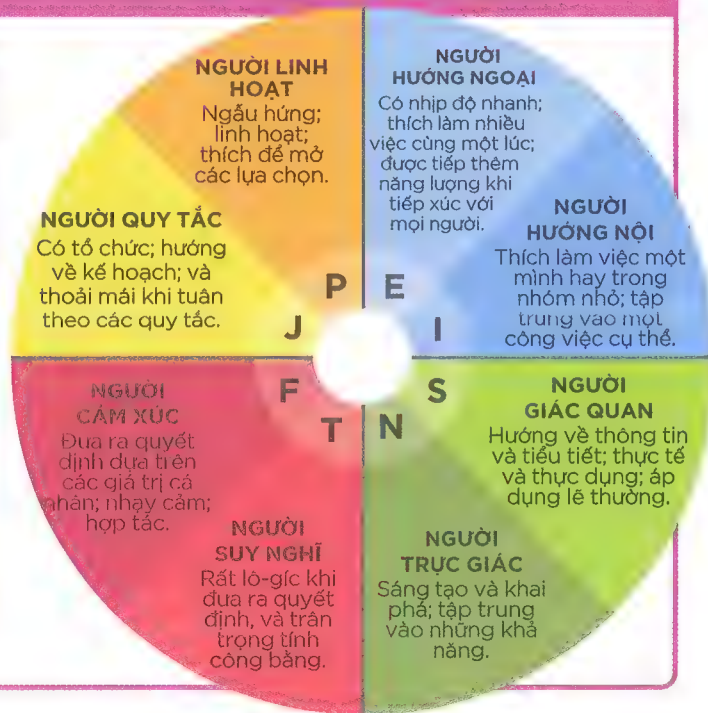 NGƯỜI LINH
HOẠT
Ngẫu hứng;
linh hoạt;
thích để mở
các lựa chọn.
NGƯỜI
HƯỚNG NGOẠI
Có nhịp độ nhanh;
thích làm nhiều
việc cùng một lúc;
được tiếp thêm
năng lượng khi
tiếp xúc với
mọi người.
NGƯỜI
HƯỚNG NỘI
Thích làm việc một
mình hay trong
nhóm nhỏ; tập
trung vào một
công việc cụ thể.
NGƯỜI QUY TẮC
Có tổ chức; hướng
về kế hoạch; và
thoải mái khi tuân
theo các quy tắc.
P E
J I
F S
T N
NGƯỜI
CẢM XÚC
Đưa ra quyết
định dựa trên
các giá trị cá
nhân; nhạy cảm;
hợp tác.
NGƯỜI
SUY NGHĨ
Rất lô-gíc khi
đưa ra quyết
định, và trân
trọng tính
công bằng.
NGƯỜI
TRỰC GIÁC
Sáng tạo và khai
phá; tập trung
vào những khả
năng.
NGƯỜI
GIÁC QUAN
Hướng về thông tin
và tiểu tiết; thực tế
và thực dụng; áp
dụng lẽ thường.